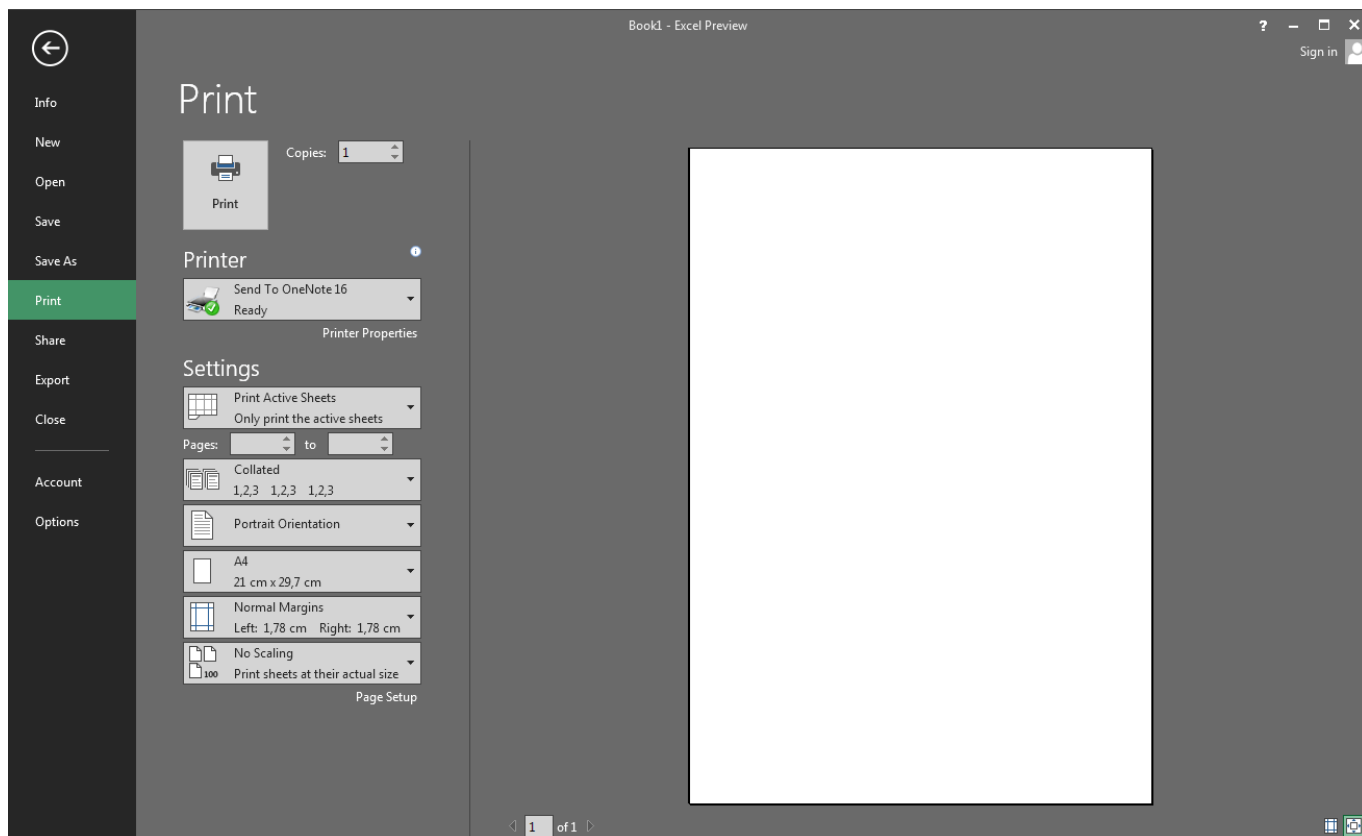 Book1 - Excel Preview
?
Sign in
Info
New
Open
Save
Save As
Print
Share
Export
Close
Account
Options
Print
Print
Copies: 1
Printer
Send To OneNote 16
Ready
Printer Properties
Settings
Print Active Sheets
Only print the active sheets
Pages: to
Collated
1,2,3 1,2,3 1,2,3
Portrait Orientation
A4
21 cm x 29,7 cm
Normal Margins
Left: 1,78 cm Right: 1,78 cm
No Scaling
100
Print sheets at their actual size
Page Setup
1 of 1